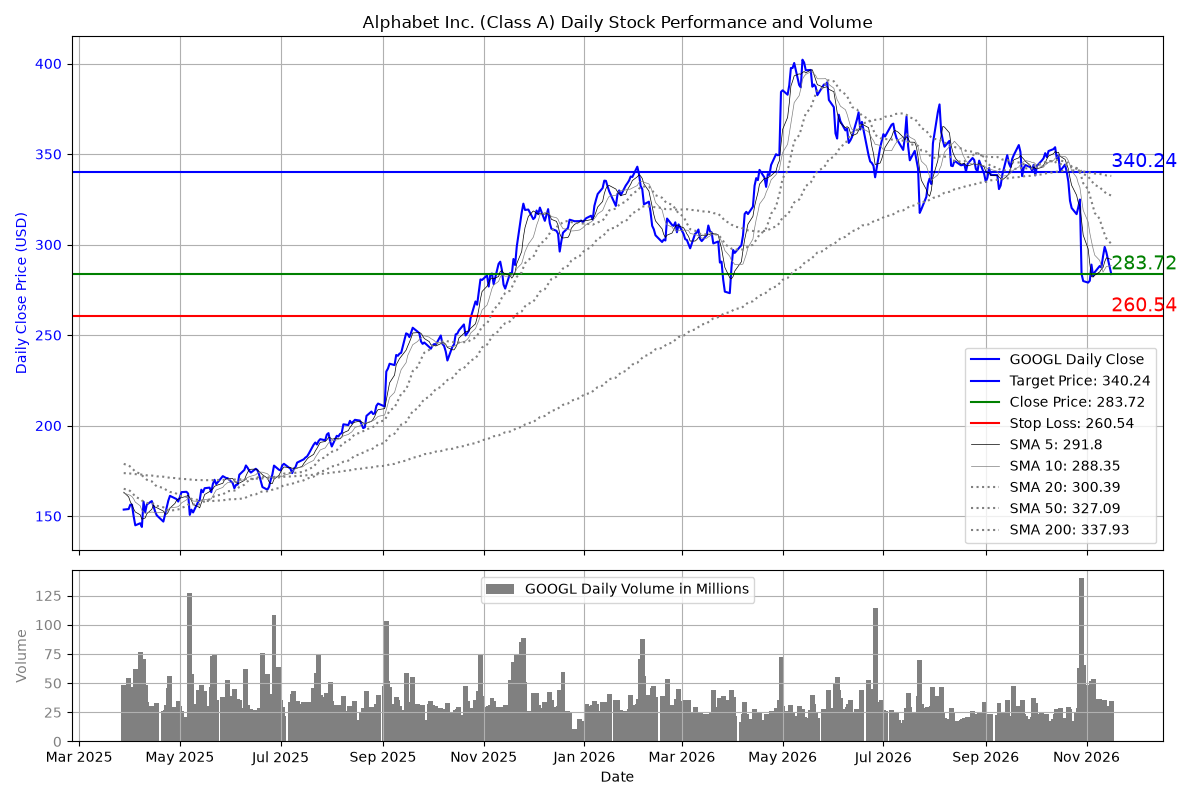 Alphabet Inc. (Class A) Daily Stock Performance and Volume
Daily Close Price (USD)
400
350
300
250
200
150
340.24
283.72
260.54
GOOGL Daily Close
Target Price: 340.24
Close Price: 283.72
Stop Loss: 260.54
SMA 5: 291.8
SMA 10: 288.35
SMA 20: 300.39
SMA 50: 327.09
SMA 200: 337.93
Volume
125
100
75
50
25
0
GOOGL Daily Volume in Millions
Mar 2025 May 2025 Jul 2025 Sep 2025 Nov 2025 Jan 2026 Mar 2026 May 2026 Jul 2026 Sep 2026 Nov 2026
Date